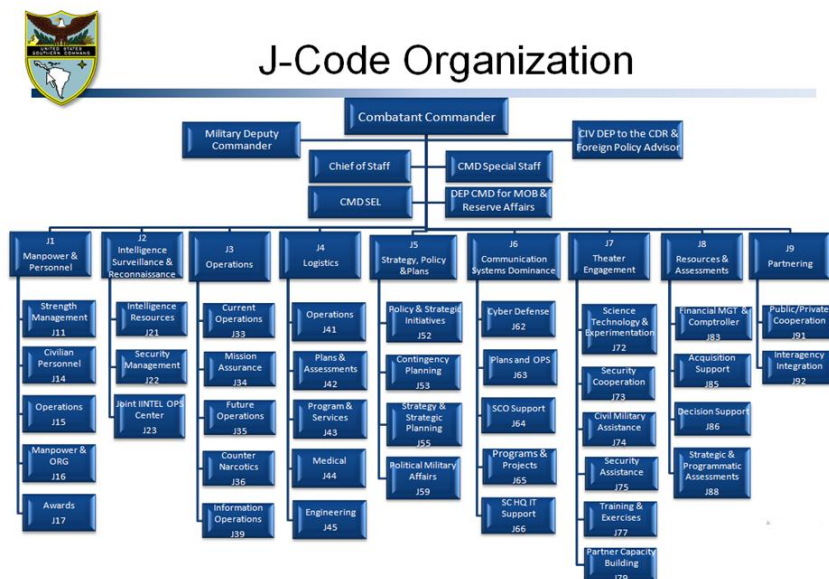 UNITED STATES
SOUTHERN COMMAND
J-Code Organization
Combatant Commander
Military Deputy
Commander
CIV DEP to the CDR &
Foreign Policy Advisor
Chief of Staff
CMD Special Staff
CMD SEL
DEP CMD for MOB &
Reserve Affairs
J1
Manpower &
Personnel
J2
Intelligence
Surveillance &
Reconnaissance
J3
Operations
J4
Logistics
J5
Strategy, Policy
&Plans
J6
Communication
Systems Dominance
J7
Theater
Engagement
J8
Resources &
Assessments
J9
Partnering
Strength
Management
J11
Civilian
Personnel
J14
Operations
J15
Manpower &
ORG
J16
Awards
J17
Intelligence
Resources
J21
Security
Management
J22
Joint IINTEL OPS
Center
J23
Current
Operations
J33
Mission
Assurance
J34
Future
Operations
J35
Counter
Narcotics
J36
Information
Operations
J39
Operations
J41
Plans &
Assessments
J42
Program &
Services
J43
Medical
J44
Engineering
J45
Policy & Strategic
Initiatives
J52
Contingency
Planning
J53
Strategy &
Strategic
Planning
J55
Political Military
Affairs
J59
Cyber Defense
J62
Plans and OPS
J63
SCO Support
J64
Programs &
Projects
J65
SC HQ IT
Support
J66
Science
Technology &
Experimentation
J72
Security
Cooperation
J73
Civil Military
Assistance
J74
Security
Assistance
J75
Training &
Exercises
J77
Partner Capacity
Building
J79
Financial MGT &
Comptroller
J83
Acquisition
Support
J85
Decision Support
J86
Strategic &
Programmatic
Assessments
J88
Public/Private
Cooperation
J91
Interagency
Integration
J92